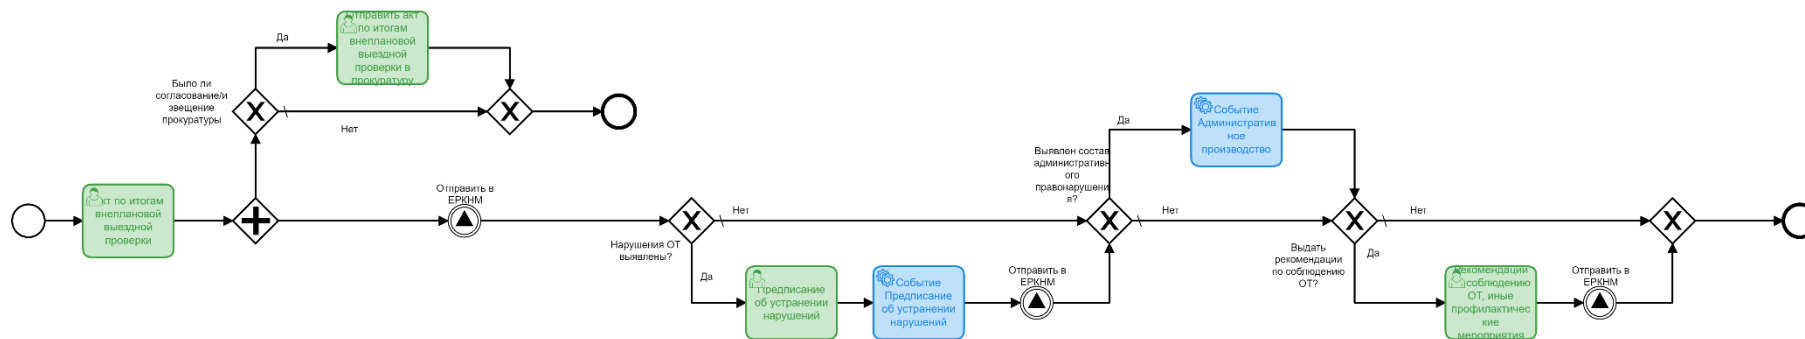 Отправить акт
по итогам
внеплановой
выездной
проверки в
прокуратуру
Да
Было ли
согласование/и
звещение
прокуратуры
Нет
Акт по итогам
внеплановой
выездной
проверки
Отправить в
ЕРКНМ
Нарушения ОТ
выявлены?
Нет
Да
Предписание
об устранении
нарушений
Событие
Предписание
об устранении
нарушений
Отправить в
ЕРКНМ
Выявлен состав
административн
ого
правонарушени
я?
Да
Событие
Административ
ное
производство
Нет
Выдать
рекомендации
по соблюдению
ОТ?
Нет
Да
Рекомендации
соблюдению
ОТ, иные
профилактичес
кие
мероприятия
Отправить в
ЕРКНМ